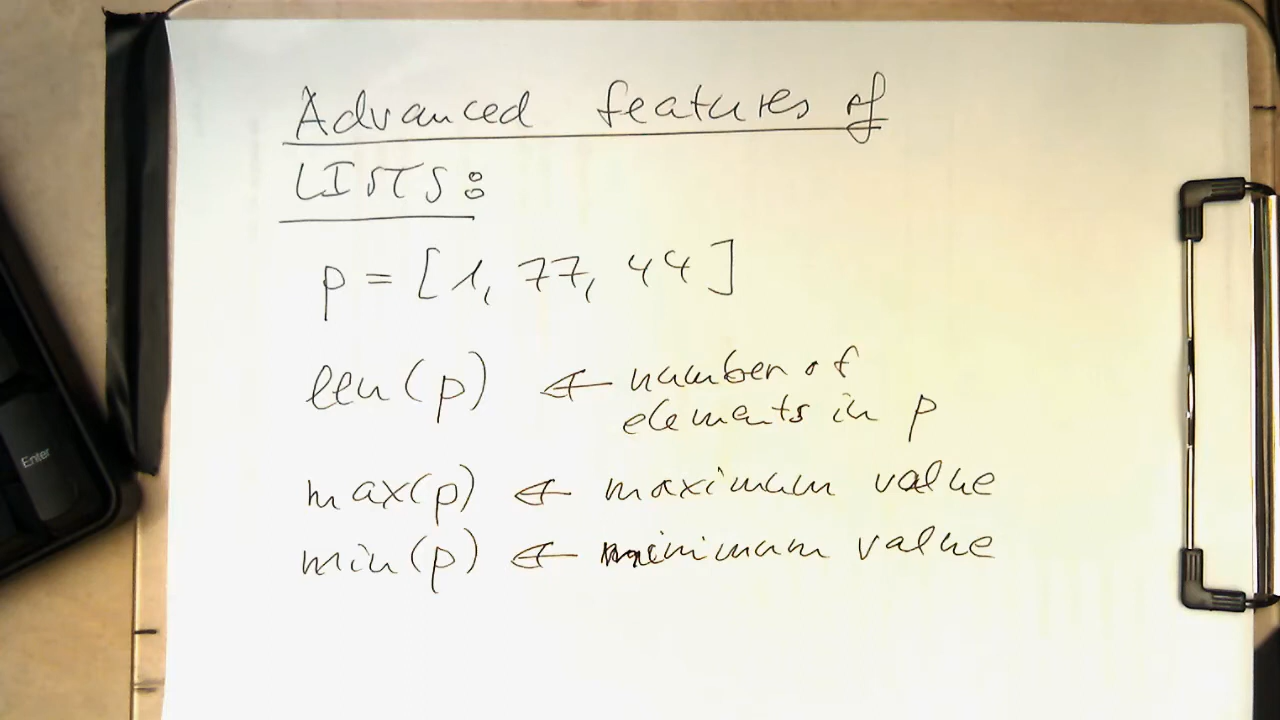 Advanced features of
LISTS:
p = [1, 77, 44]
len(p) ← number of
elements in p
max(p) ← maximum value
min(p) ← minimum value
Enter